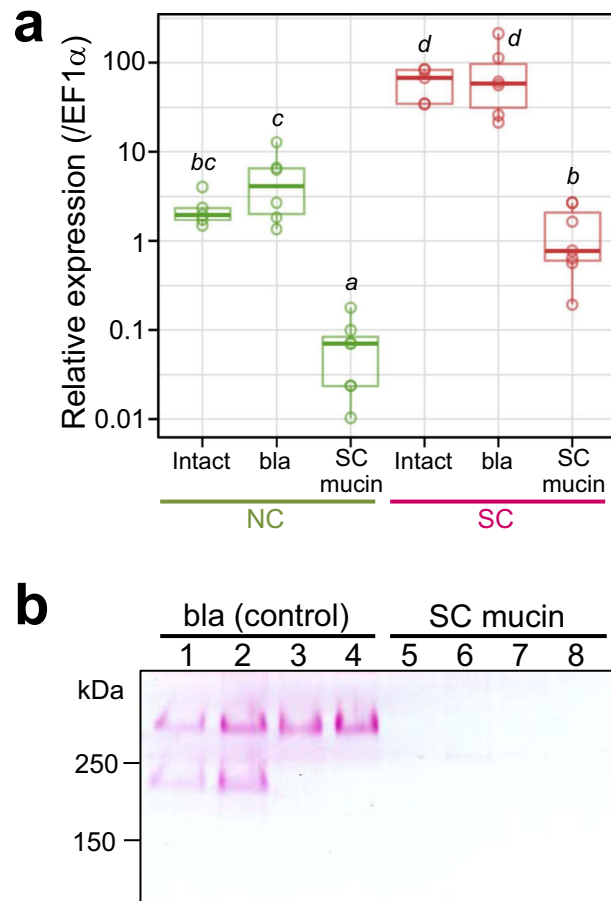 a
Relative expression (/EF1α)
100
10
1
0.1
0.01
bc
c
a
d
d
b
Intact
bla
SC
mucin
Intact
bla
SC
mucin
NC
SC
b
bla (control)
SC mucin
1 2 3 4 5 6 7 8
kDa
250
150